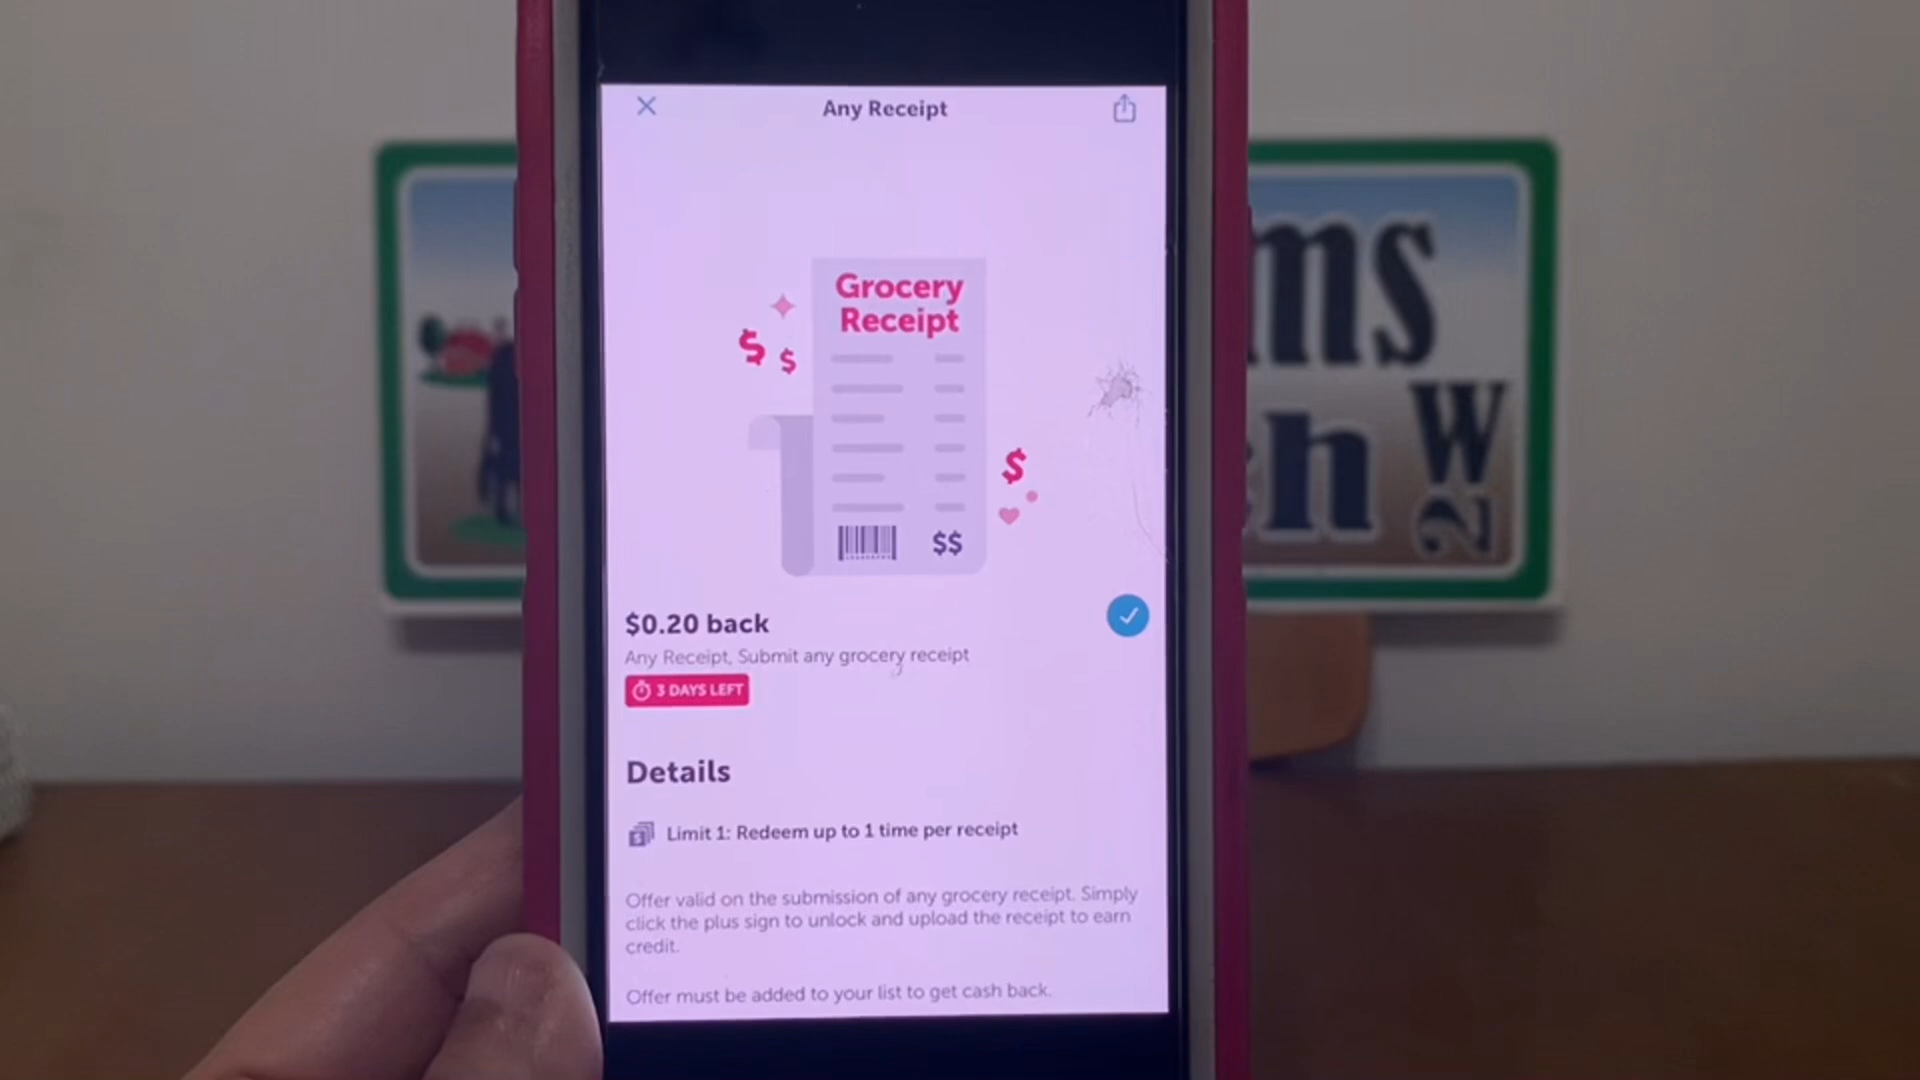 Any Receipt
Grocery
Receipt
$
$
$
$$
$0.20 back
Any Receipt, Submit any grocery receipt
3 DAYS LEFT
Details
Limit 1: Redeem up to 1 time per receipt
Offer valid on the submission of any grocery receipt. Simply
click the plus sign to unlock and upload the receipt to earn
credit.
Offer must be added to your list to get cash back.
W
2